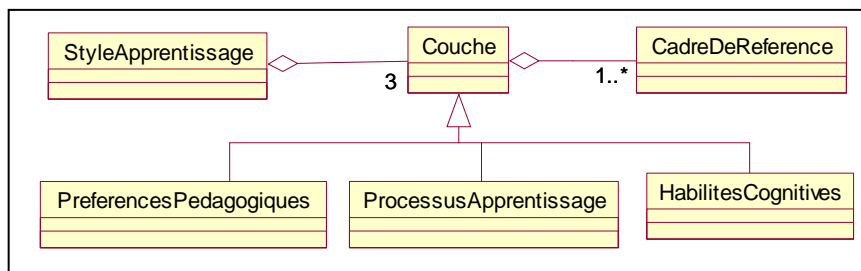 StyleApprentissage
Couche
CadreDeReference
3
1..*
PreferencesPedagogiques
ProcessusApprentissage
HabilitesCognitives